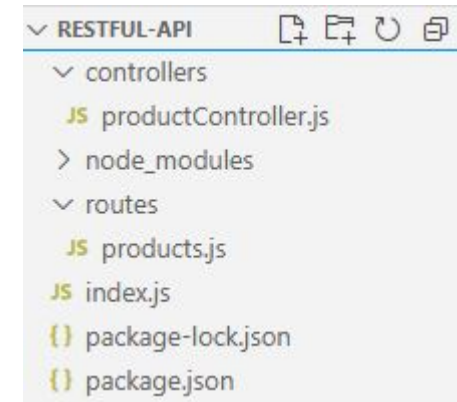 RESTFUL-API
controllers
JS productController.js
node_modules
routes
JS products.js
JS index.js
{} package-lock.json
{} package.json